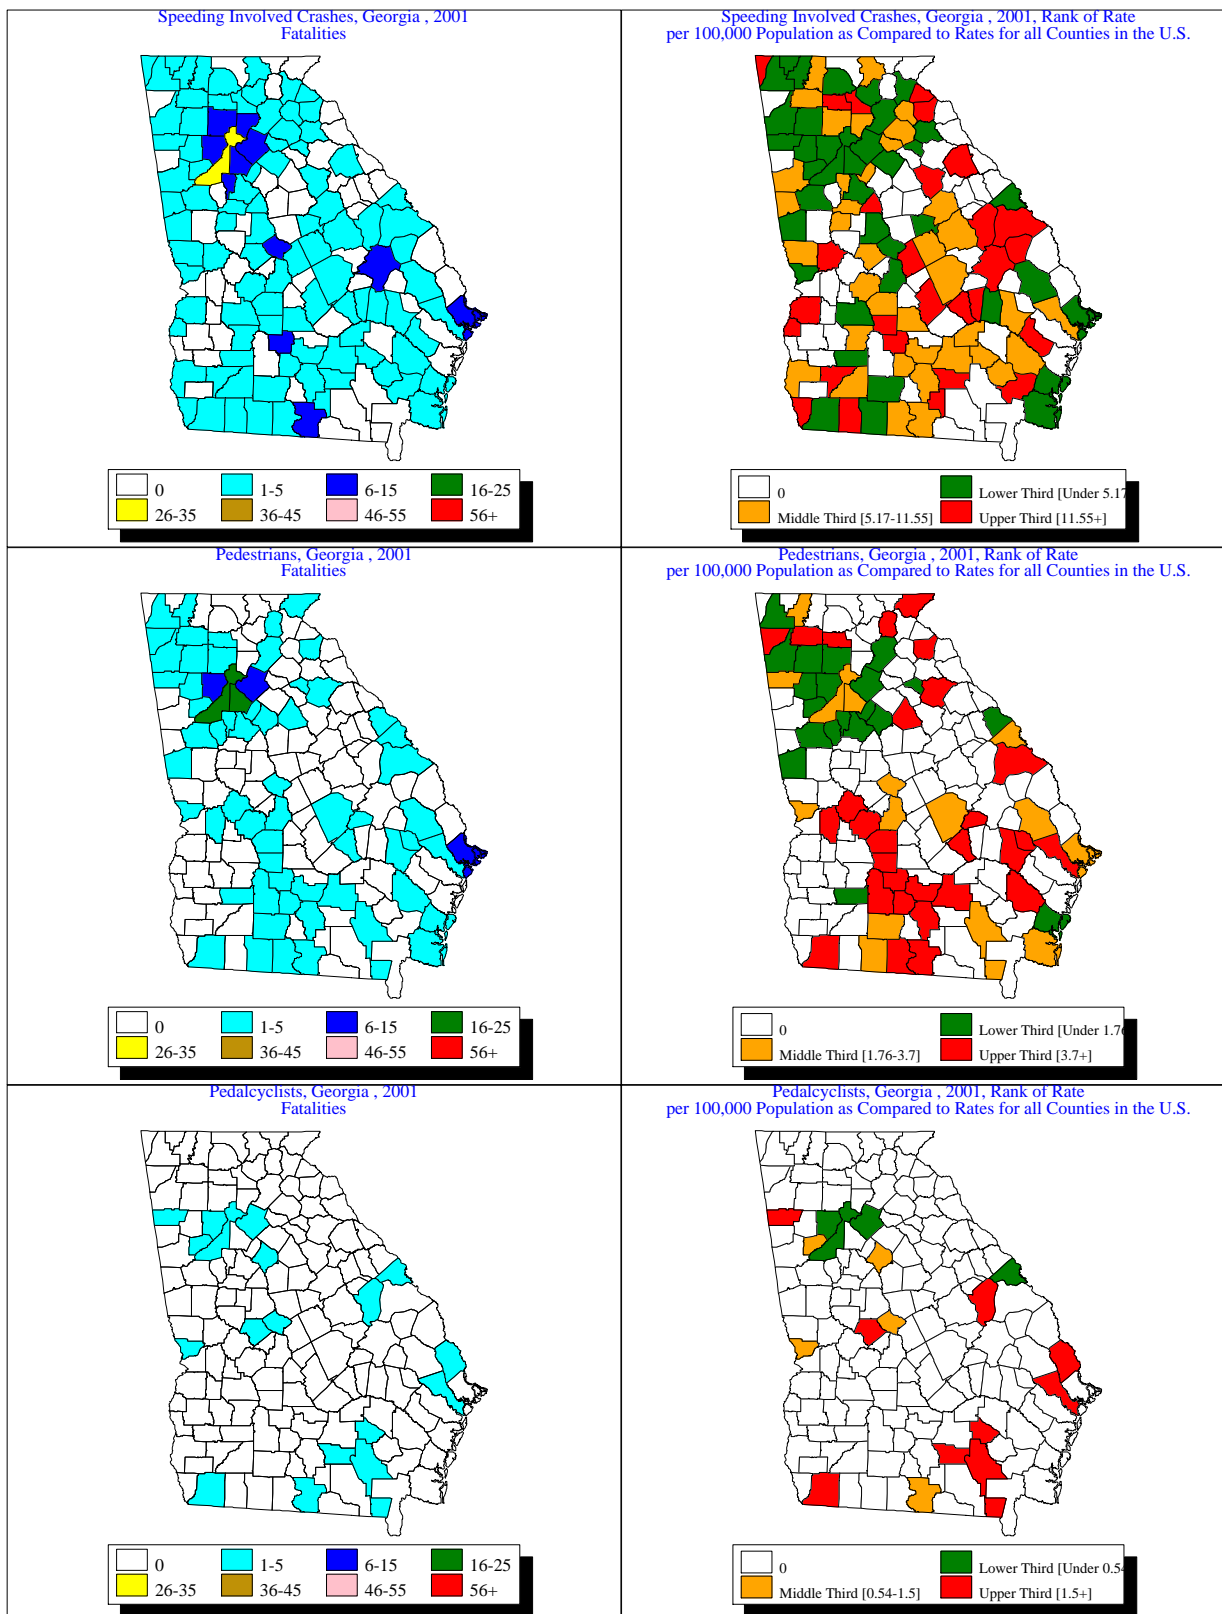 Speeding Involved Crashes, Georgia , 2001
Fatalities
0
1-5
6-15
16-25
26-35
36-45
46-55
56+
Speeding Involved Crashes, Georgia , 2001, Rank of Rate
per 100,000 Population as Compared to Rates for all Counties in the U.S.
0
Lower Third [Under 5.17
Middle Third [5.17-11.55]
Upper Third [11.55+]
Pedestrians, Georgia , 2001
Fatalities
0
1-5
6-15
16-25
26-35
36-45
46-55
56+
Pedestrians, Georgia , 2001, Rank of Rate
per 100,000 Population as Compared to Rates for all Counties in the U.S.
0
Lower Third [Under 1.76
Middle Third [1.76-3.7]
Upper Third [3.7+]
Pedalcyclists, Georgia , 2001
Fatalities
0
1-5
6-15
16-25
26-35
36-45
46-55
56+
Pedalcyclists, Georgia , 2001, Rank of Rate
per 100,000 Population as Compared to Rates for all Counties in the U.S.
0
Lower Third [Under 0.54
Middle Third [0.54-1.5]
Upper Third [1.5+]